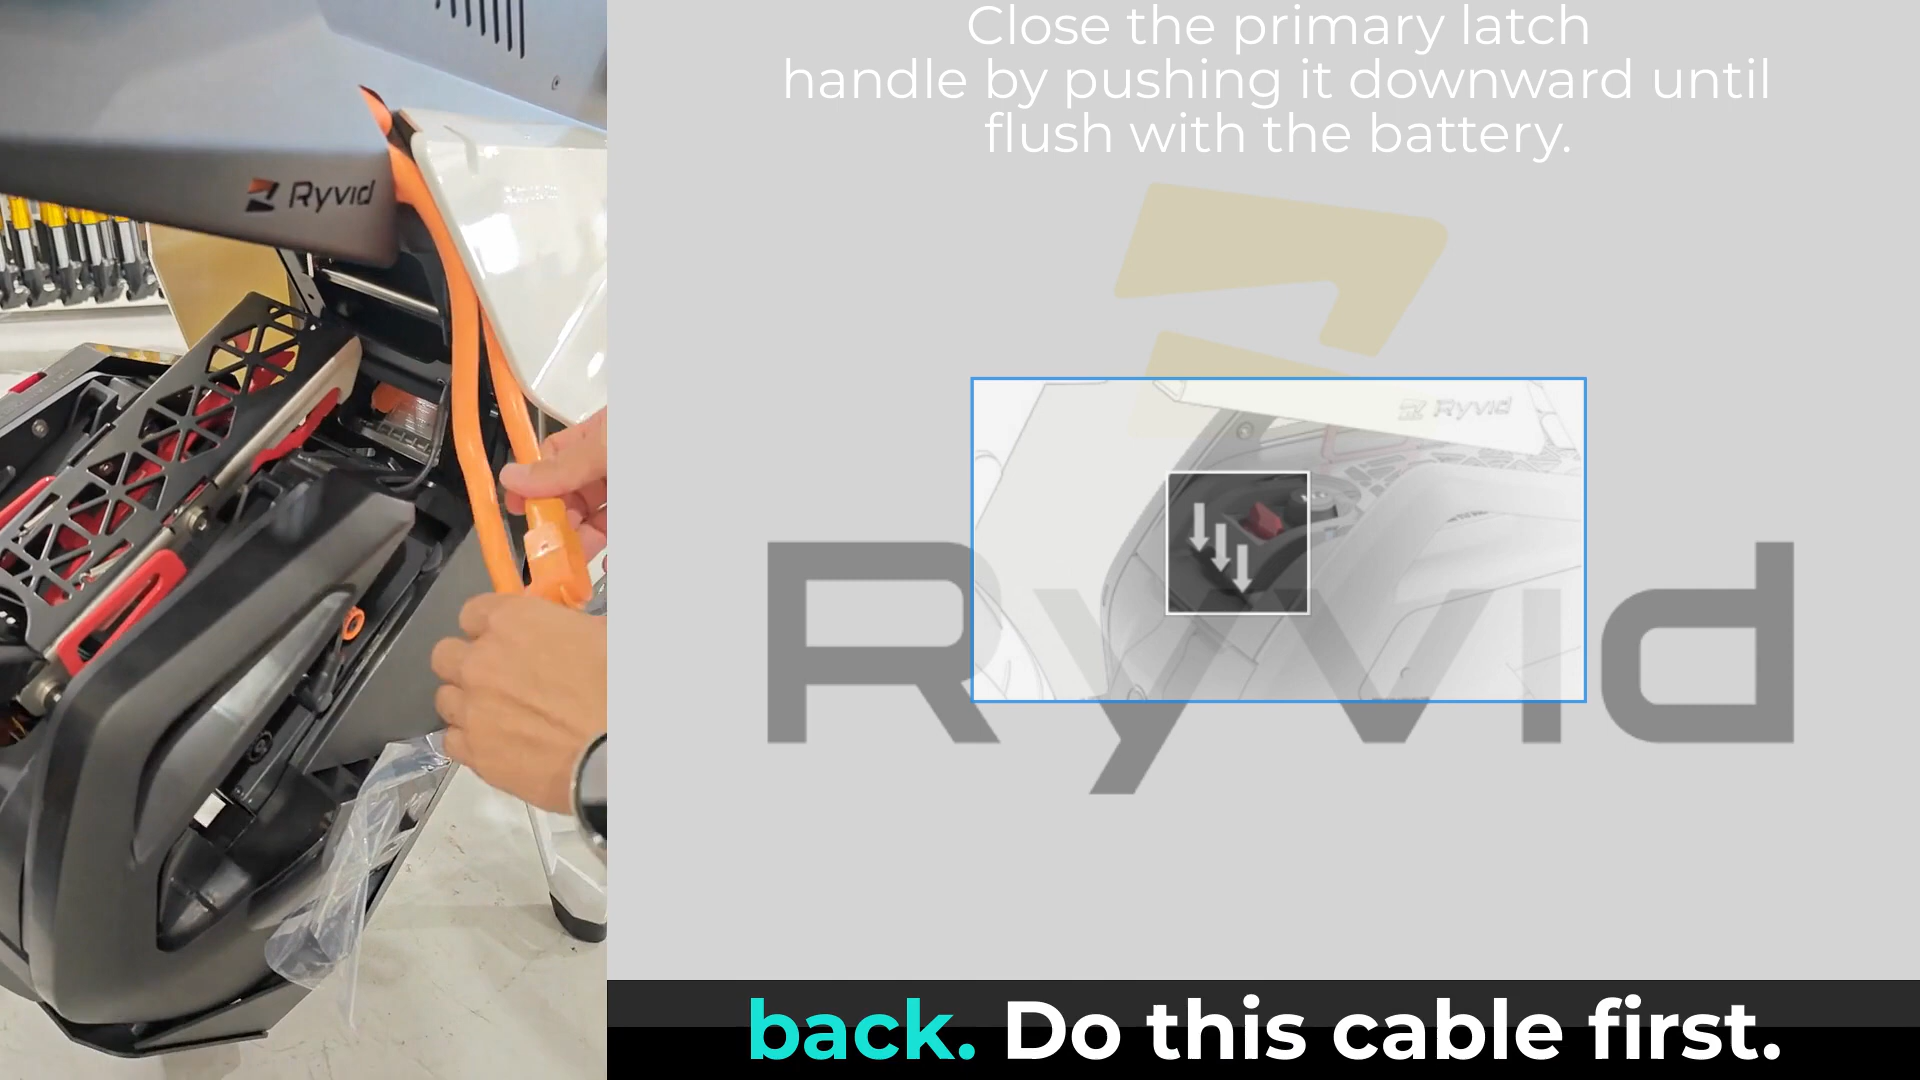 Close the primary latch
handle by pushing it downward until
flush with the battery.
Ryvid
Ryvid
Ryvid
back. Do this cable first.